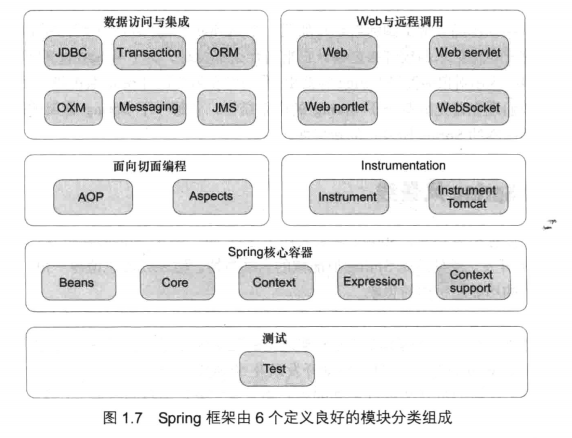 数据访问与集成
JDBC
Transaction
ORM
OXM
Messaging
JMS
Web与远程调用
Web
Web servlet
Web portlet
WebSocket
面向切面编程
AOP
Aspects
Instrumentation
Instrument
Instrument
Tomcat
Spring核心容器
Beans
Core
Context
Expression
Context
support
测试
Test
图 1.7 Spring 框架由 6 个定义良好的模块分类组成